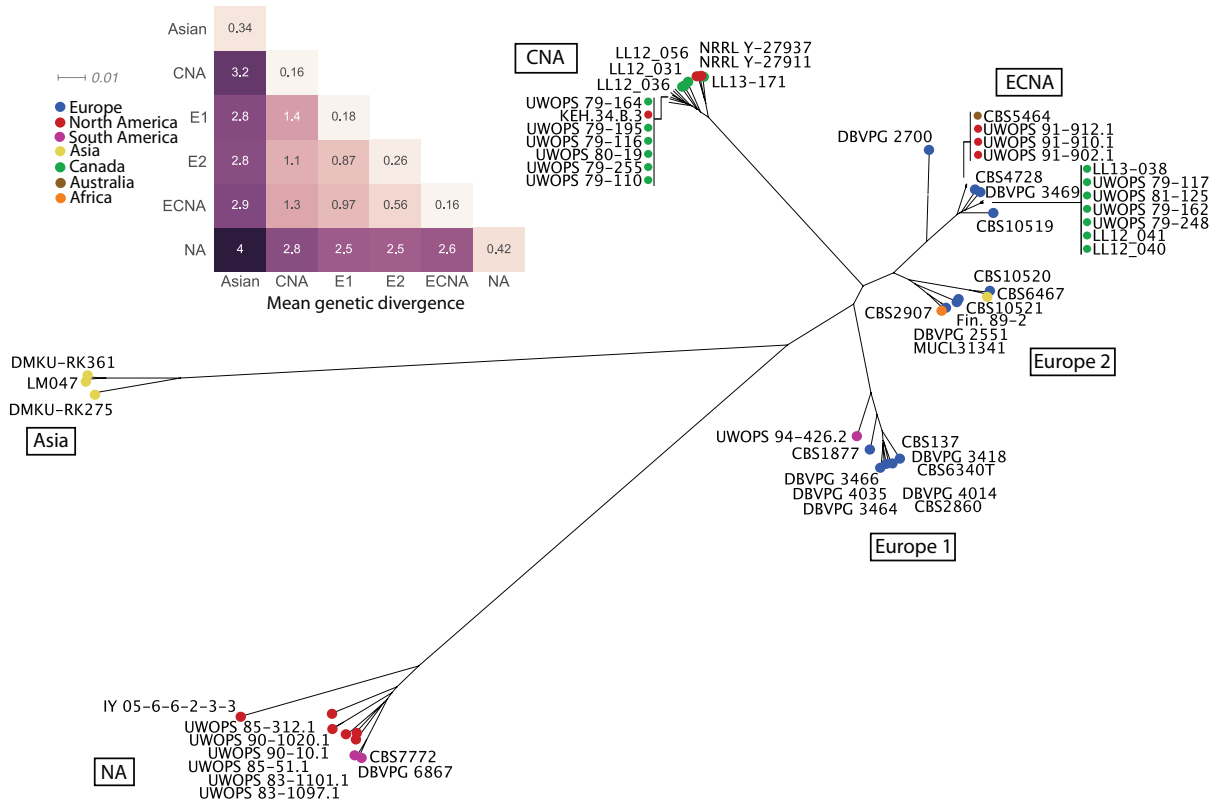 Asian 0.34
CNA 3.2 0.16
E1 2.8 1.4 0.18
E2 2.8 1.1 0.87 0.26
ECNA 2.9 1.3 0.97 0.56 0.16
NA 4 2.8 2.5 2.5 2.6 0.42
Asian CNA E1 E2 ECNA NA
Mean genetic divergence
0.01
Europe
North America
South America
Asia
Canada
Australia
Africa
CNA
LL12_056
LL12_031
LL12_036
NRRL Y-27937
NRRL Y-27911
LL13-171
UWOPS 79-164
KEH.34.B.3
UWOPS 79-195
UWOPS 79-116
UWOPS 80-19
UWOPS 79-255
UWOPS 79-110
ECNA
DBVPG 2700
CBS5464
UWOPS 91-912.1
UWOPS 91-910.1
UWOPS 91-902.1
CBS4728
DBVPG 3469
CBS10519
LL13-038
UWOPS 79-117
UWOPS 81-125
UWOPS 79-162
UWOPS 79-248
LL12_041
LL12_040
CBS10520
CBS6467
CBS10521
CBS2907
Fin. 89-2
DBVPG 2551
MUCL31341
Europe 2
DMKU-RK361
LM047
DMKU-RK275
Asia
UWOPS 94-426.2
CBS1877
CBS137
DBVPG 3418
CBS6340T
DBVPG 3466
DBVPG 4035
DBVPG 3464
DBVPG 4014
CBS2860
Europe 1
IY 05-6-6-2-3-3
UWOPS 85-312.1
UWOPS 90-1020.1
UWOPS 90-10.1
UWOPS 85-51.1
UWOPS 83-1101.1
UWOPS 83-1097.1
CBS7772
DBVPG 6867
NA